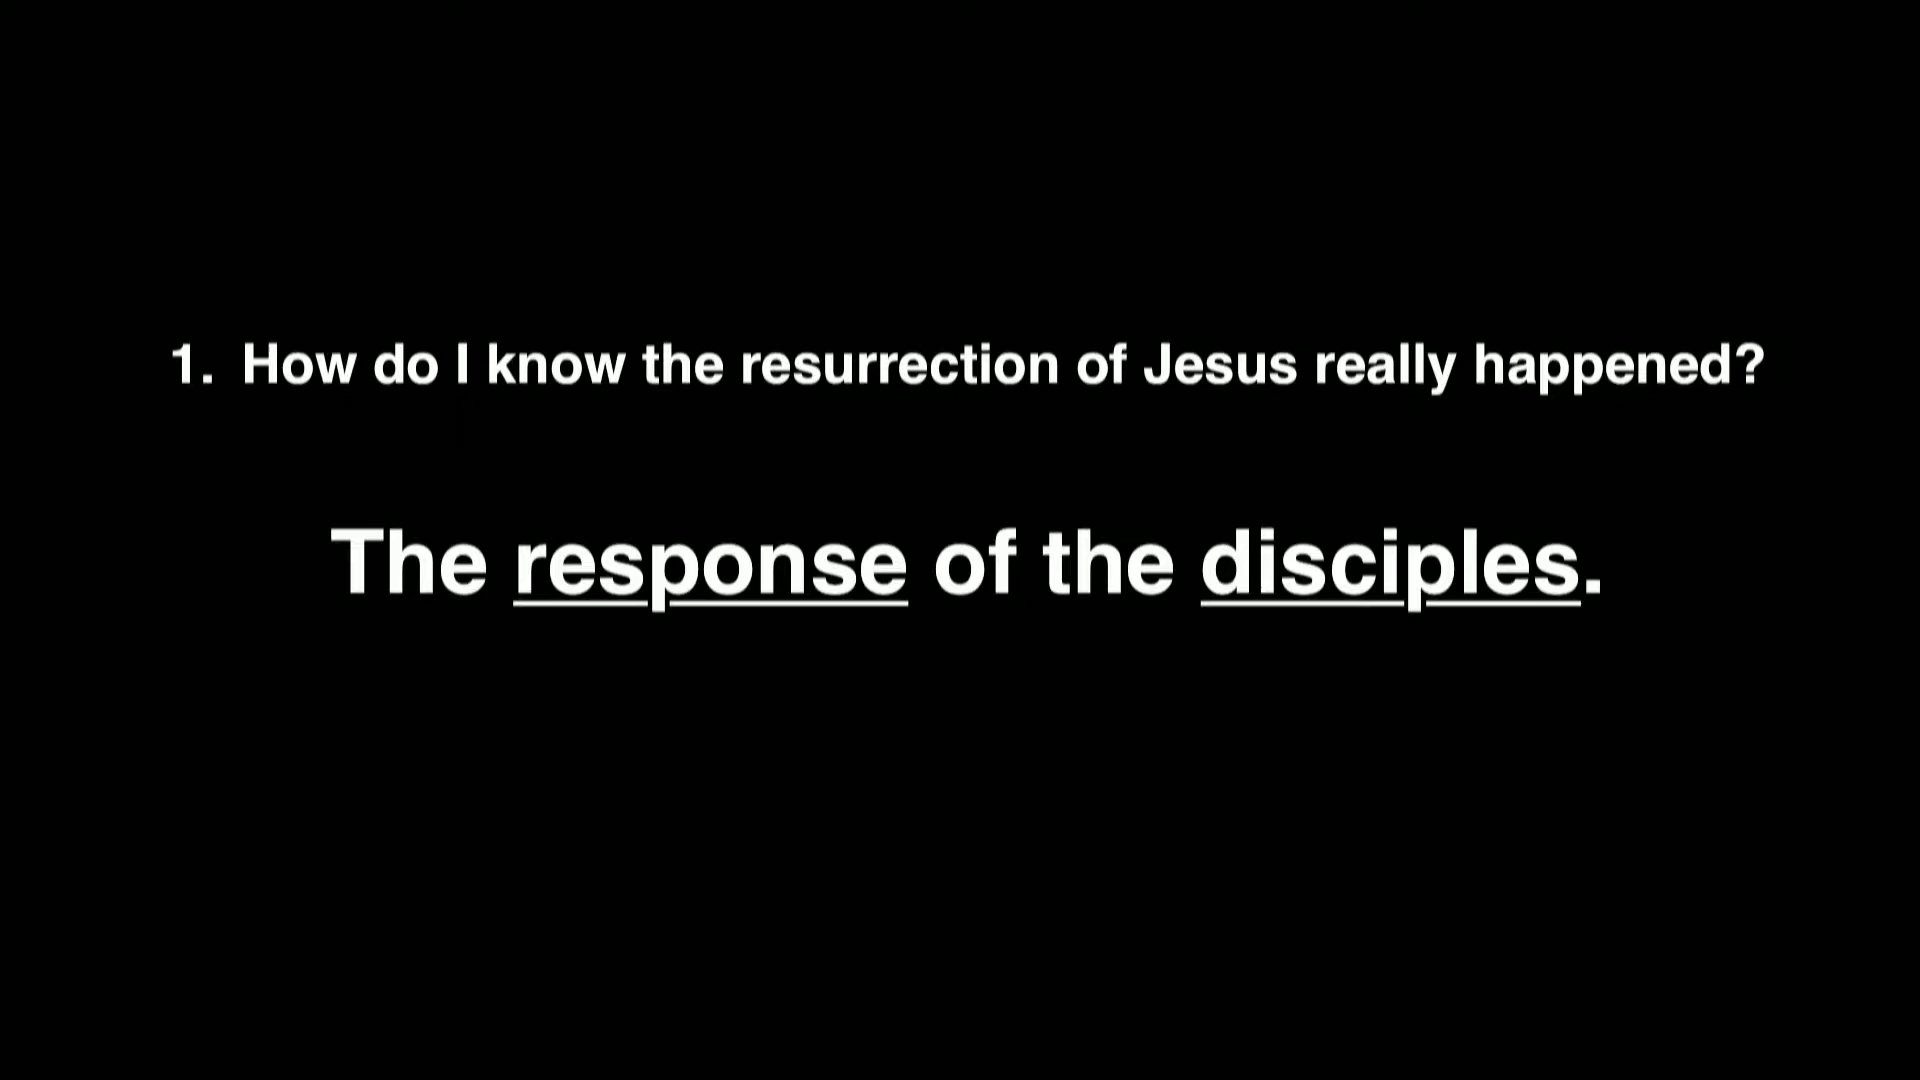 1. How do I know the resurrection of Jesus really happened?
The response of the disciples.